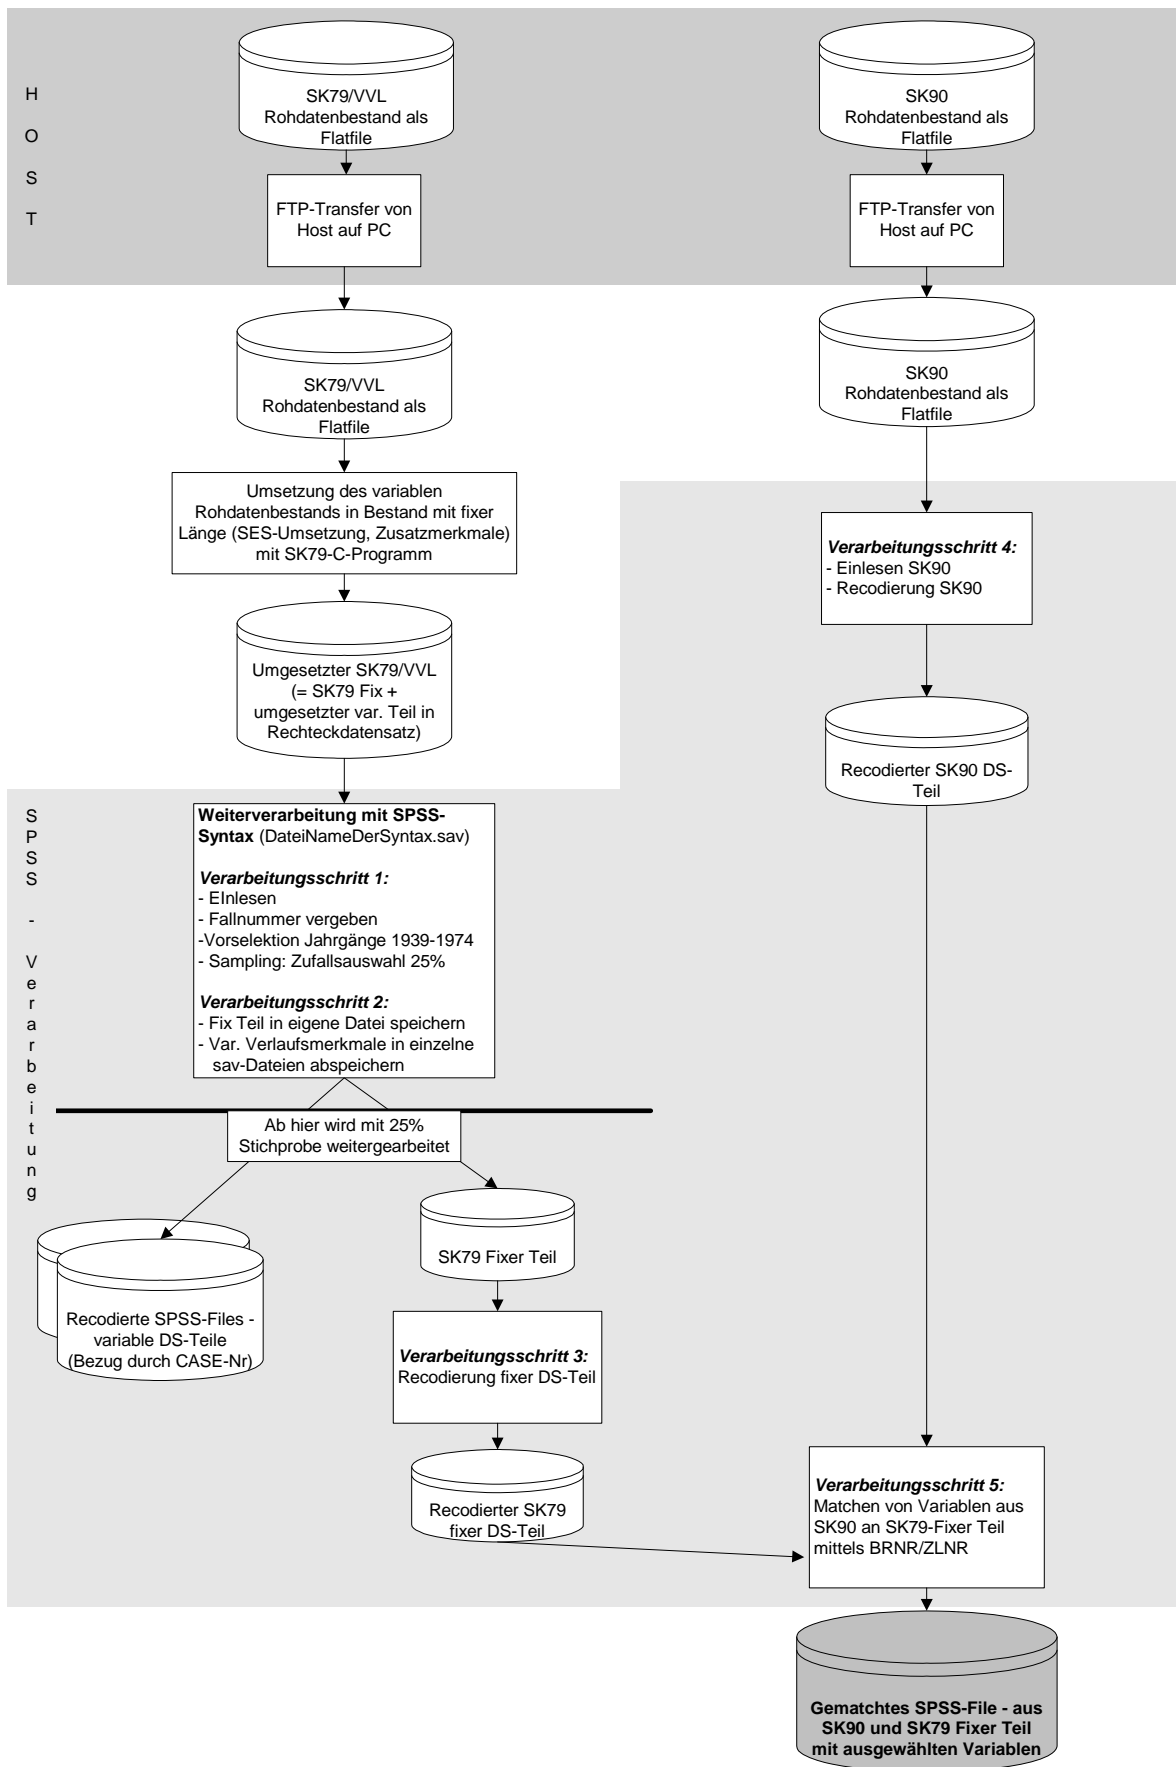 H
O
S
T
SK79/VVL
Rohdatenbestand als
Flatfile
SK90
Rohdatenbestand als
Flatfile
FTP-Transfer von
Host auf PC
FTP-Transfer von
Host auf PC
SK79/VVL
Rohdatenbestand als
Flatfile
SK90
Rohdatenbestand als
Flatfile
Umsetzung des variablen
Rohdatenbestands in Bestand mit fixer
Länge (SES-Umsetzung, Zusatzmerkmale)
mit SK79-C-Programm
Verarbeitungsschritt 4:
- Einlesen SK90
- Recodierung SK90
Umgesetzter SK79/VVL
(= SK79 Fix +
umgesetzter var. Teil in
Rechteckdatensatz)
Recodierter SK90 DS-
Teil
S
P
S
S
-
V
e
r
a
r
b
e
i
t
u
n
g
Weiterverarbeitung mit SPSS-
Syntax (DateiNameDerSyntax.sav)
Verarbeitungsschritt 1:
- EInlesen
- Fallnummer vergeben
-Vorselektion Jahrgänge 1939-1974
- Sampling: Zufallsauswahl 25%
Verarbeitungsschritt 2:
- Fix Teil in eigene Datei speichern
- Var. Verlaufsmerkmale in einzelne
sav-Dateien abspeichern
Ab hier wird mit 25%
Stichprobe weitergearbeitet
SK79 Fixer Teil
Recodierte SPSS-Files -
variable DS-Teile
(Bezug durch CASE-Nr)
Verarbeitungsschritt 3:
Recodierung fixer DS-Teil
Recodierter SK79
fixer DS-Teil
Verarbeitungsschritt 5:
Matchen von Variablen aus
SK90 an SK79-Fixer Teil
mittels BRNR/ZLNR
Gematchtes SPSS-File - aus
SK90 und SK79 Fixer Teil
mit ausgewählten Variablen